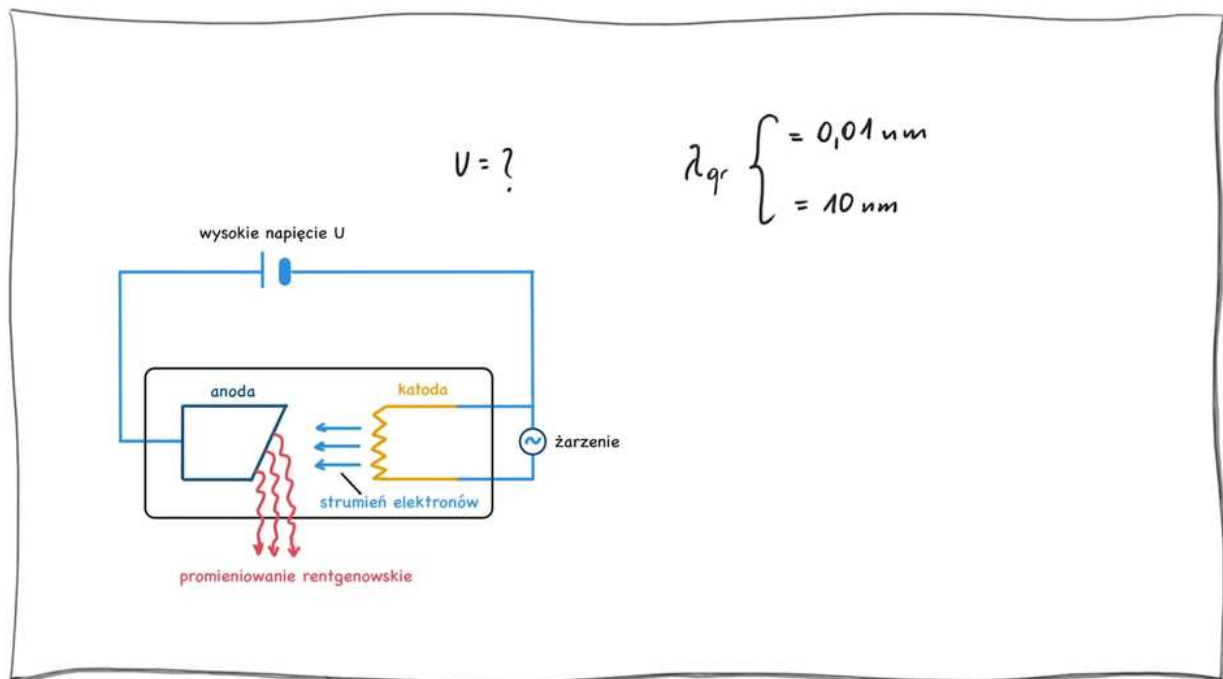 U = ?
λgr { = 0,01 nm
= 10 nm
wysokie napięcie U
anoda
katoda
~
żarzenie
strumień elektronów
promieniowanie rentgenowskie